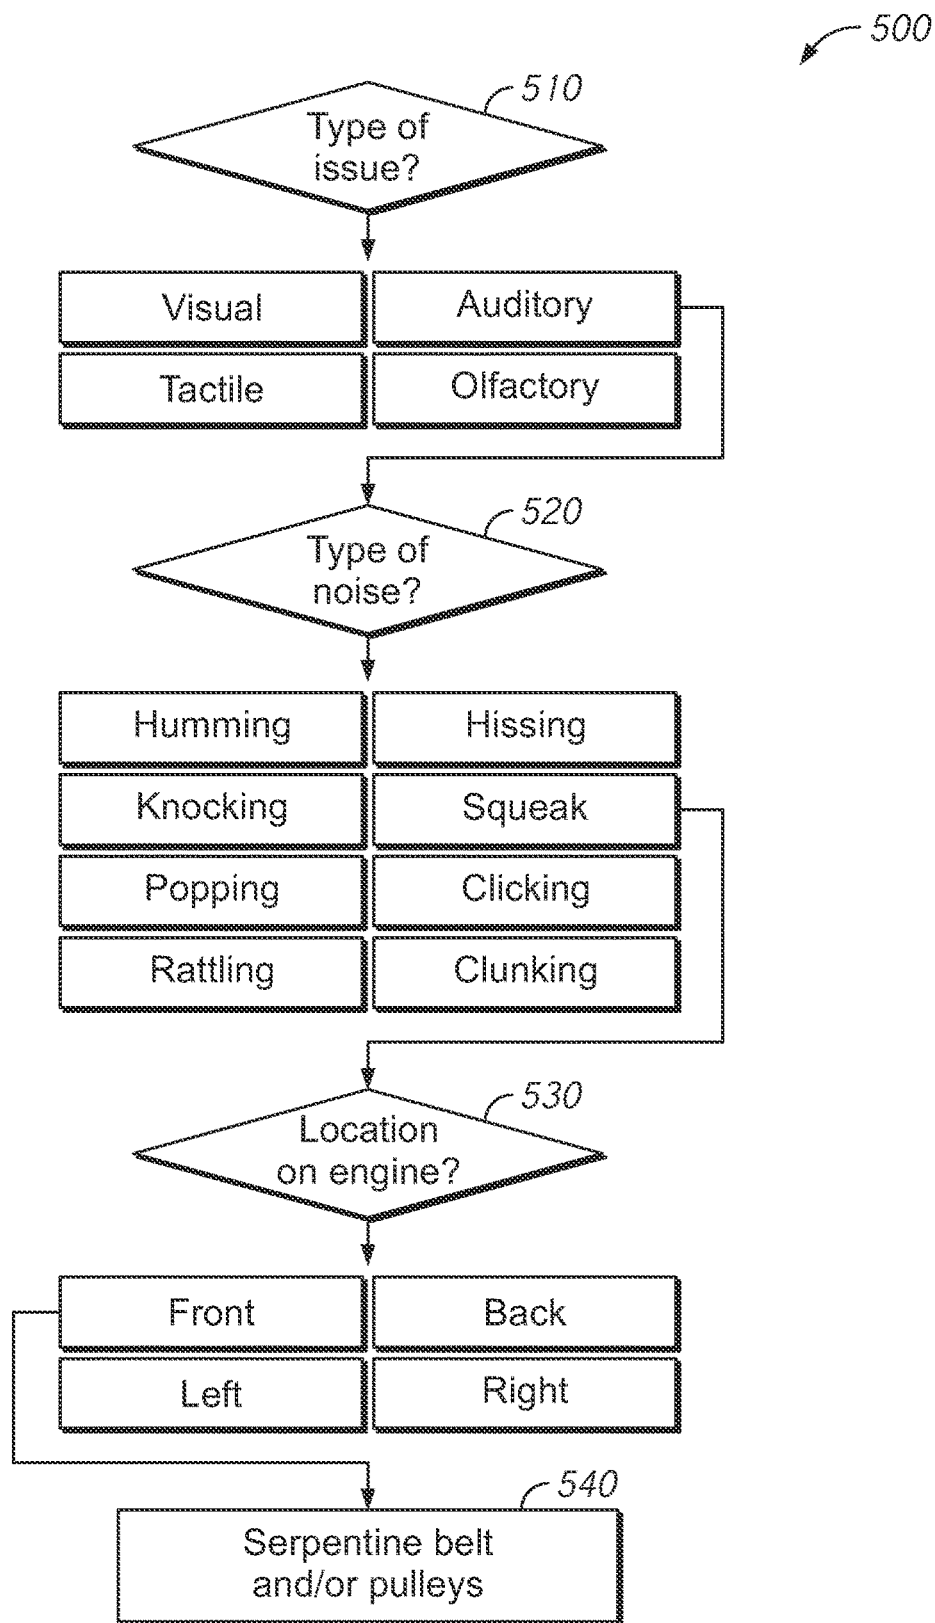 500
510
Type of
issue?
Visual
Auditory
Tactile
Olfactory
520
Type of
noise?
Humming
Hissing
Knocking
Squeak
Popping
Clicking
Rattling
Clunking
530
Location
on engine?
Front
Back
Left
Right
540
Serpentine belt
and/or pulleys